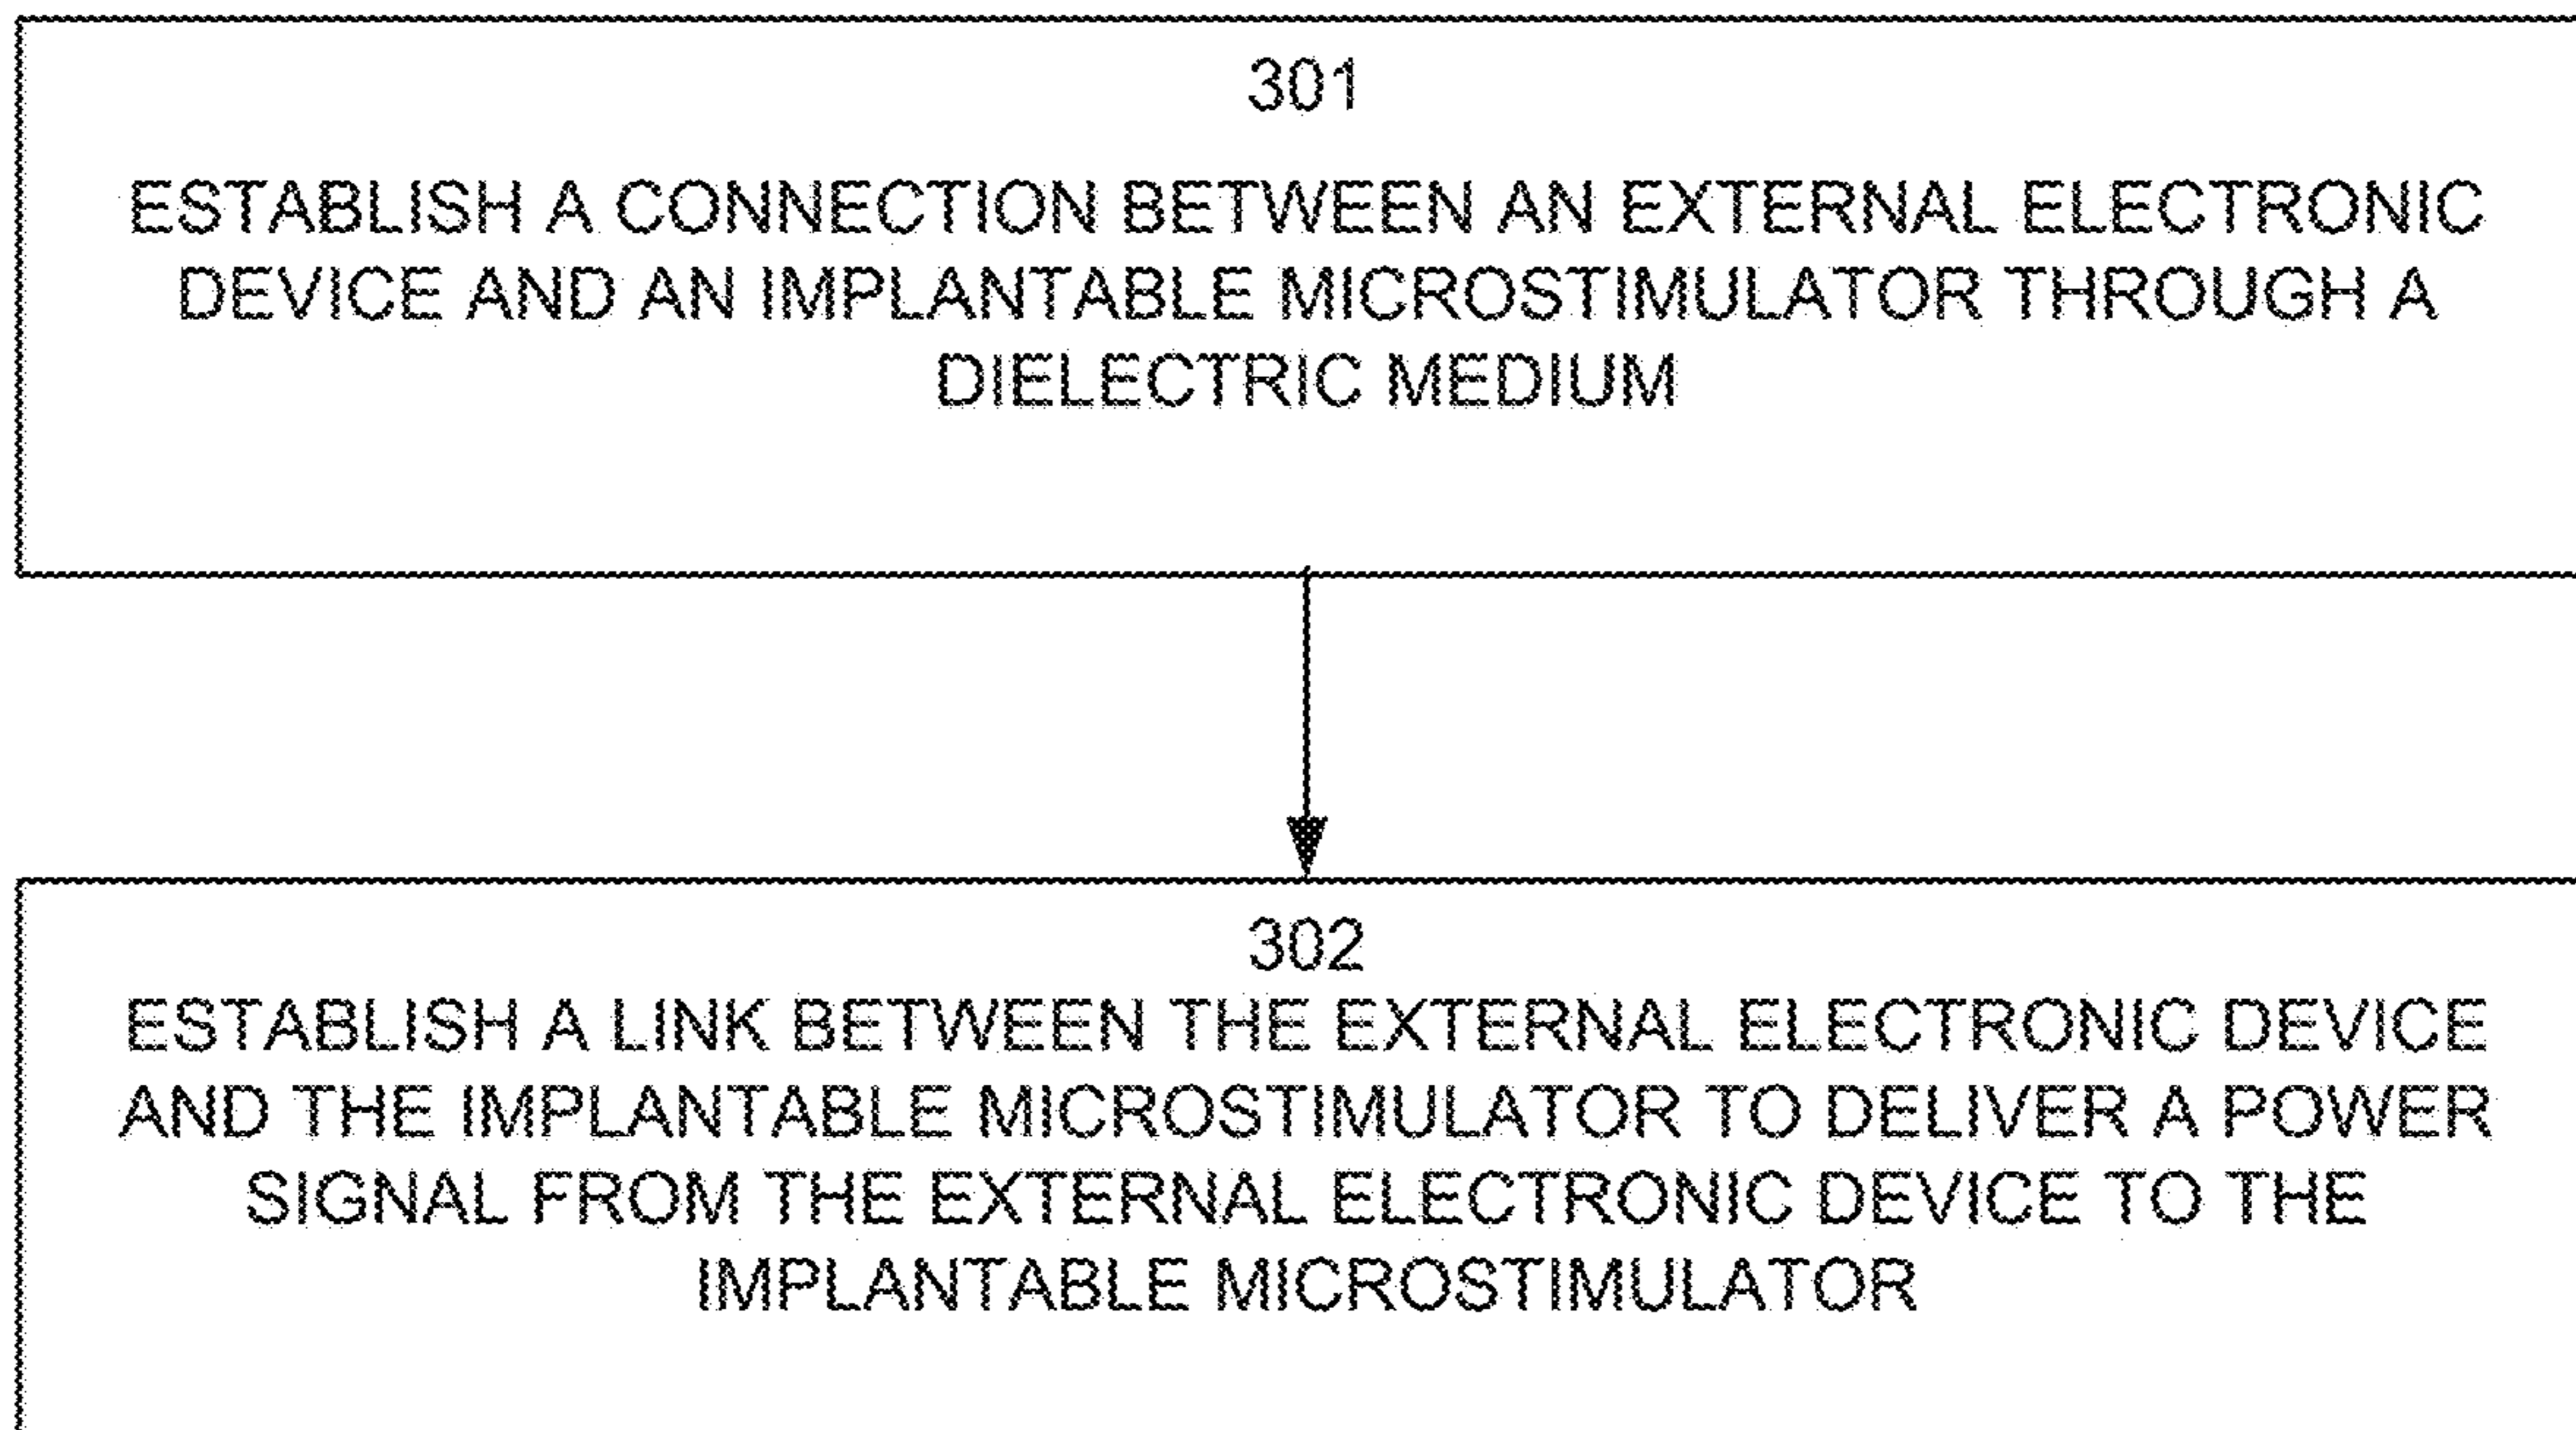 301
ESTABLISH A CONNECTION BETWEEN AN EXTERNAL ELECTRONIC
DEVICE AND AN IMPLANTABLE MICROSTIMULATOR THROUGH A
DIELECTRIC MEDIUM
302
ESTABLISH A LINK BETWEEN THE EXTERNAL ELECTRONIC DEVICE
AND THE IMPLANTABLE MICROSTIMULATOR TO DELIVER A POWER
SIGNAL FROM THE EXTERNAL ELECTRONIC DEVICE TO THE
IMPLANTABLE MICROSTIMULATOR